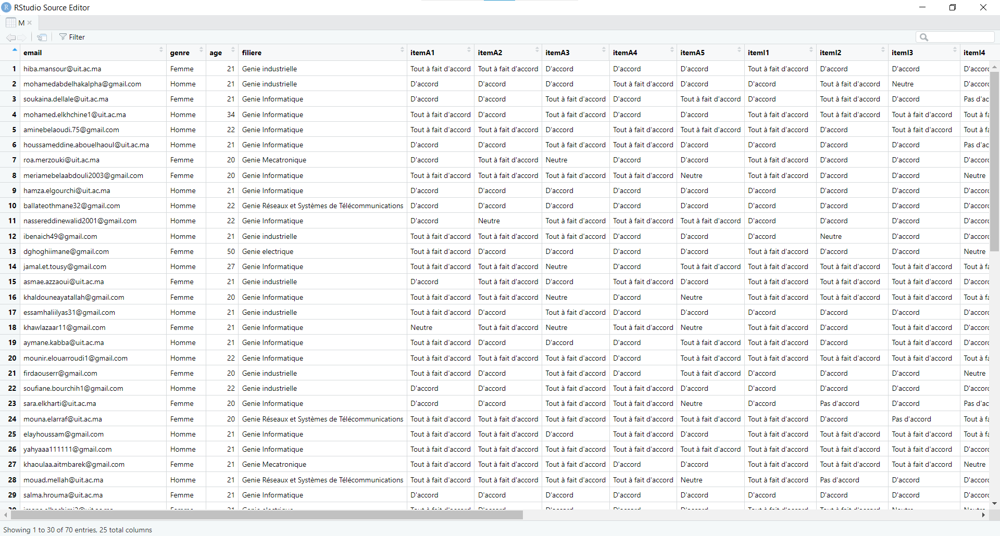 RStudio Source Editor
M
Filter
email genre age filiere itemA1 itemA2 itemA3 itemA4 itemA5 itemI1 itemI2 itemI3 itemI4
1 hiba.mansour@uit.ac.ma Femme 21 Genie industrielle Tout à fait d'accord Tout à fait d'accord D'accord D'accord D'accord Tout à fait d'accord D'accord D'accord D'accord
2 mohamedabdelhakalpha@gmail.com Homme 21 Genie industrielle D'accord D'accord D'accord Tout à fait d'accord D'accord D'accord Tout à fait d'accord Neutre D'accord
3 soukaina.dellale@uit.ac.ma Femme 21 Genie Informatique D'accord D'accord Tout à fait d'accord D'accord Tout à fait d'accord D'accord Tout à fait d'accord D'accord Pas d'ac
4 mohamed.elkhchine1@uit.ac.ma Homme 34 Genie Informatique Tout à fait d'accord D'accord Tout à fait d'accord D'accord D'accord Tout à fait d'accord Tout à fait d'accord Tout à fait d'accord Tout à fa
5 aminebelaoudi.75@gmail.com Homme 22 Genie Informatique Tout à fait d'accord Tout à fait d'accord D'accord Tout à fait d'accord Tout à fait d'accord Tout à fait d'accord D'accord Tout à fait d'accord Tout à fa
6 houssameddine.abouelhaoul@uit.ac.ma Homme 21 Genie Informatique D'accord D'accord Tout à fait d'accord Tout à fait d'accord D'accord D'accord D'accord D'accord Pas d'ac
7 roa.merzouki@uit.ac.ma Femme 20 Genie Mecatronique D'accord Tout à fait d'accord Neutre D'accord D'accord Tout à fait d'accord D'accord D'accord D'accord
8 meriamebelaabdouli2003@gmail.com Femme 20 Genie Informatique Tout à fait d'accord Tout à fait d'accord Tout à fait d'accord Tout à fait d'accord Neutre Tout à fait d'accord D'accord D'accord Neutre
9 hamza.elgourchi@uit.ac.ma Homme 21 Genie Informatique D'accord D'accord D'accord D'accord D'accord D'accord D'accord D'accord D'accord
10 ballateothmane32@gmail.com Homme 22 Genie Réseaux et Systèmes de Télécommunications D'accord D'accord D'accord D'accord D'accord D'accord D'accord D'accord D'accord
11 nassereddinewalid2001@gmail.com Homme 22 Genie Informatique D'accord Neutre Tout à fait d'accord Tout à fait d'accord Tout à fait d'accord D'accord D'accord D'accord D'accord
12 ibenaich49@gmail.com Homme 21 Genie industrielle Tout à fait d'accord Tout à fait d'accord Tout à fait d'accord D'accord D'accord D'accord Neutre D'accord D'accord
13 dghoghiimane@gmail.com Femme 50 Genie electrique Tout à fait d'accord D'accord D'accord D'accord D'accord Tout à fait d'accord D'accord D'accord Neutre
14 jamal.et.tousy@gmail.com Homme 27 Genie Informatique Tout à fait d'accord Tout à fait d'accord Neutre D'accord Tout à fait d'accord Tout à fait d'accord Tout à fait d'accord Tout à fait d'accord Tout à fa
15 asmae.azzaoui@uit.ac.ma Femme 21 Genie industrielle D'accord Tout à fait d'accord D'accord Tout à fait d'accord D'accord Tout à fait d'accord Tout à fait d'accord Tout à fait d'accord D'accord
16 khaldouneayatallah@gmail.com Femme 20 Genie Informatique Tout à fait d'accord Tout à fait d'accord Neutre D'accord Neutre Tout à fait d'accord Tout à fait d'accord Tout à fait d'accord Tout à fa
17 essamhaliilyas31@gmail.com Homme 21 Genie industrielle Tout à fait d'accord D'accord Tout à fait d'accord D'accord D'accord D'accord D'accord D'accord D'accord
18 khawlazaar11@gmail.com Femme 21 Genie Informatique Neutre Tout à fait d'accord Neutre Tout à fait d'accord Neutre Tout à fait d'accord D'accord Tout à fait d'accord D'accord
19 aymane.kabba@uit.ac.ma Homme 21 Genie Informatique Tout à fait d'accord D'accord D'accord D'accord Tout à fait d'accord Tout à fait d'accord D'accord Tout à fait d'accord D'accord
20 mounir.elouarroudi1@gmail.com Homme 22 Genie Informatique Tout à fait d'accord Tout à fait d'accord Tout à fait d'accord D'accord Tout à fait d'accord Tout à fait d'accord Tout à fait d'accord Tout à fait d'accord Tout à fa
21 firdaouserr@gmail.com Femme 20 Genie industrielle Tout à fait d'accord D'accord Tout à fait d'accord D'accord Tout à fait d'accord D'accord D'accord D'accord Neutre
22 soufiane.bourchih1@gmail.com Homme 22 Genie industrielle D'accord D'accord Tout à fait d'accord Tout à fait d'accord D'accord D'accord D'accord D'accord D'accord
23 sara.elkharti@uit.ac.ma Femme 20 Genie Informatique D'accord D'accord Tout à fait d'accord Tout à fait d'accord Neutre D'accord Pas d'accord D'accord Pas d'ac
24 mouna.elarraf@uit.ac.ma Femme 20 Genie Réseaux et Systèmes de Télécommunications Tout à fait d'accord Tout à fait d'accord Tout à fait d'accord Tout à fait d'accord Tout à fait d'accord Tout à fait d'accord D'accord Pas d'accord Tout à fa
25 elayhoussam@gmail.com Homme 21 Genie Informatique Tout à fait d'accord Tout à fait d'accord D'accord Tout à fait d'accord D'accord Tout à fait d'accord Tout à fait d'accord Tout à fait d'accord Tout à fa
26 yahyaaa111111@gmail.com Homme 21 Genie Informatique Tout à fait d'accord Tout à fait d'accord Tout à fait d'accord Tout à fait d'accord Tout à fait d'accord Tout à fait d'accord Tout à fait d'accord Tout à fait d'accord D'accord
27 khaoulaa.aitmbarek@gmail.com Femme 21 Genie Mecatronique Tout à fait d'accord Tout à fait d'accord Tout à fait d'accord D'accord D'accord Tout à fait d'accord Tout à fait d'accord Tout à fait d'accord Neutre
28 mouad.mellah@uit.ac.ma Homme 21 Genie Réseaux et Systèmes de Télécommunications Tout à fait d'accord Tout à fait d'accord Tout à fait d'accord Tout à fait d'accord Neutre Tout à fait d'accord Pas d'accord D'accord D'accord
29 salma.hrouma@uit.ac.ma Femme 21 Genie Informatique D'accord D'accord D'accord D'accord D'accord D'accord D'accord D'accord D'accord
Showing 1 to 30 of 70 entries, 25 total columns